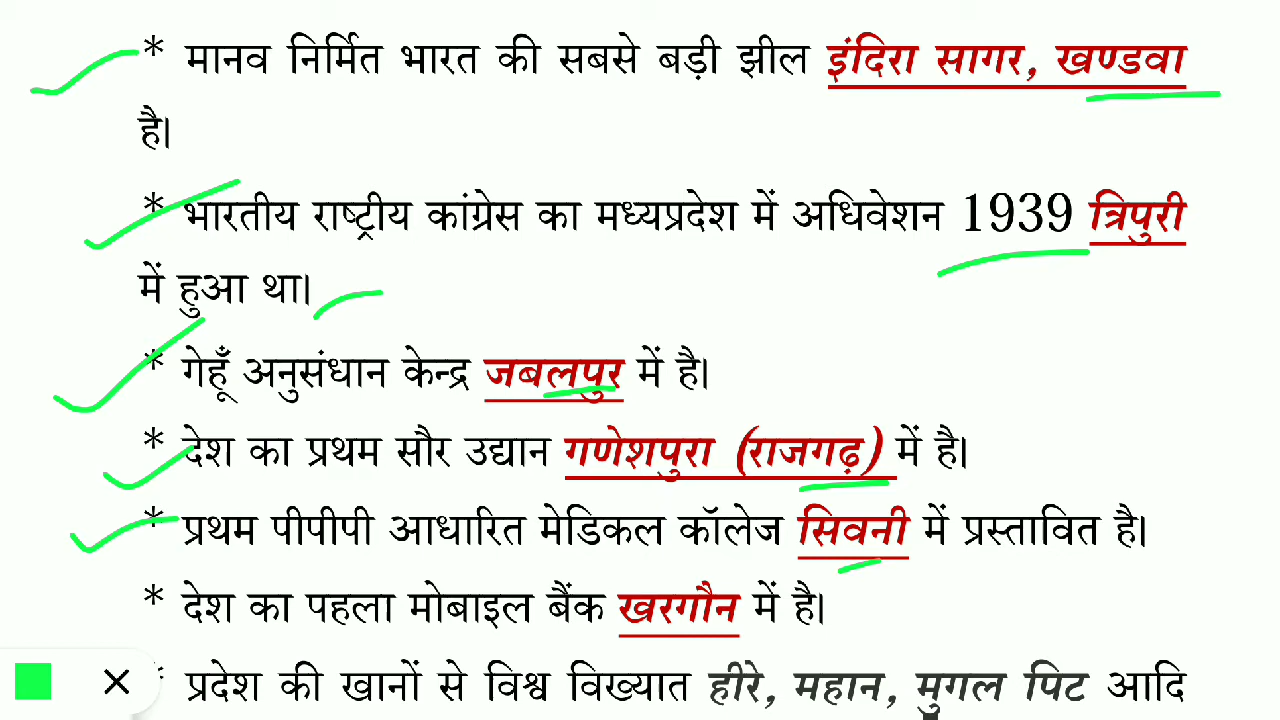 * मानव निर्मित भारत की सबसे बड़ी झील इंदिरा सागर, खण्डवा
है।
* भारतीय राष्ट्रीय कांग्रेस का मध्यप्रदेश में अधिवेशन 1939 त्रिपुरी
में हुआ था।
* गेहूँ अनुसंधान केन्द्र जबलपुर में है।
* देश का प्रथम सौर उद्यान गणेशपुरा (राजगढ़) में है।
* प्रथम पीपीपी आधारित मेडिकल कॉलेज सिवनी में प्रस्तावित है।
* देश का पहला मोबाइल बैंक खरगौन में है।
* प्रदेश की खानों से विश्व विख्यात हीरे, महान, मुगल पिट आदि